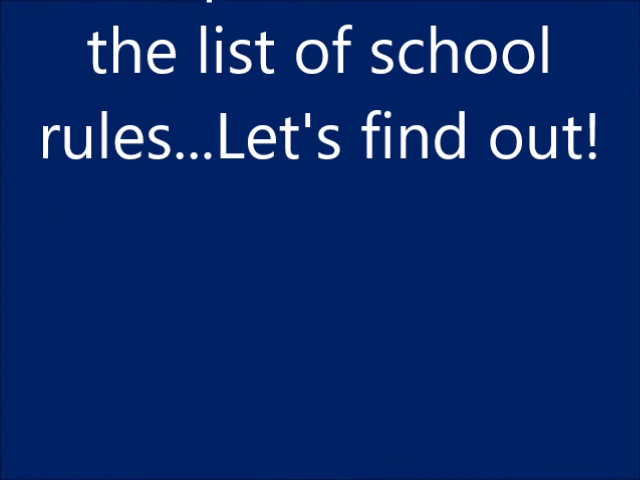 the list of school
rules...Let's find out!